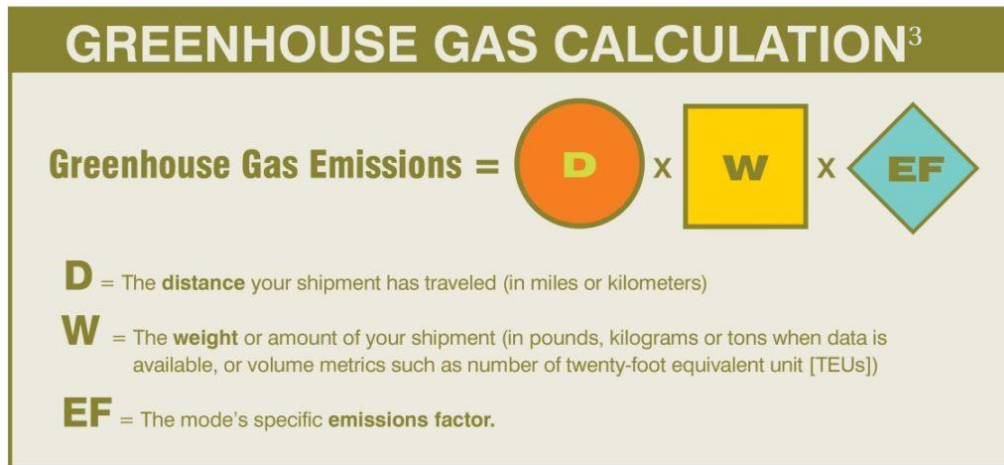 GREENHOUSE GAS CALCULATION³
Greenhouse Gas Emissions = D x W x EF
D = The distance your shipment has traveled (in miles or kilometers)
W = The weight or amount of your shipment (in pounds, kilograms or tons when data is
available, or volume metrics such as number of twenty-foot equivalent unit [TEUs])
EF = The mode's specific emissions factor.